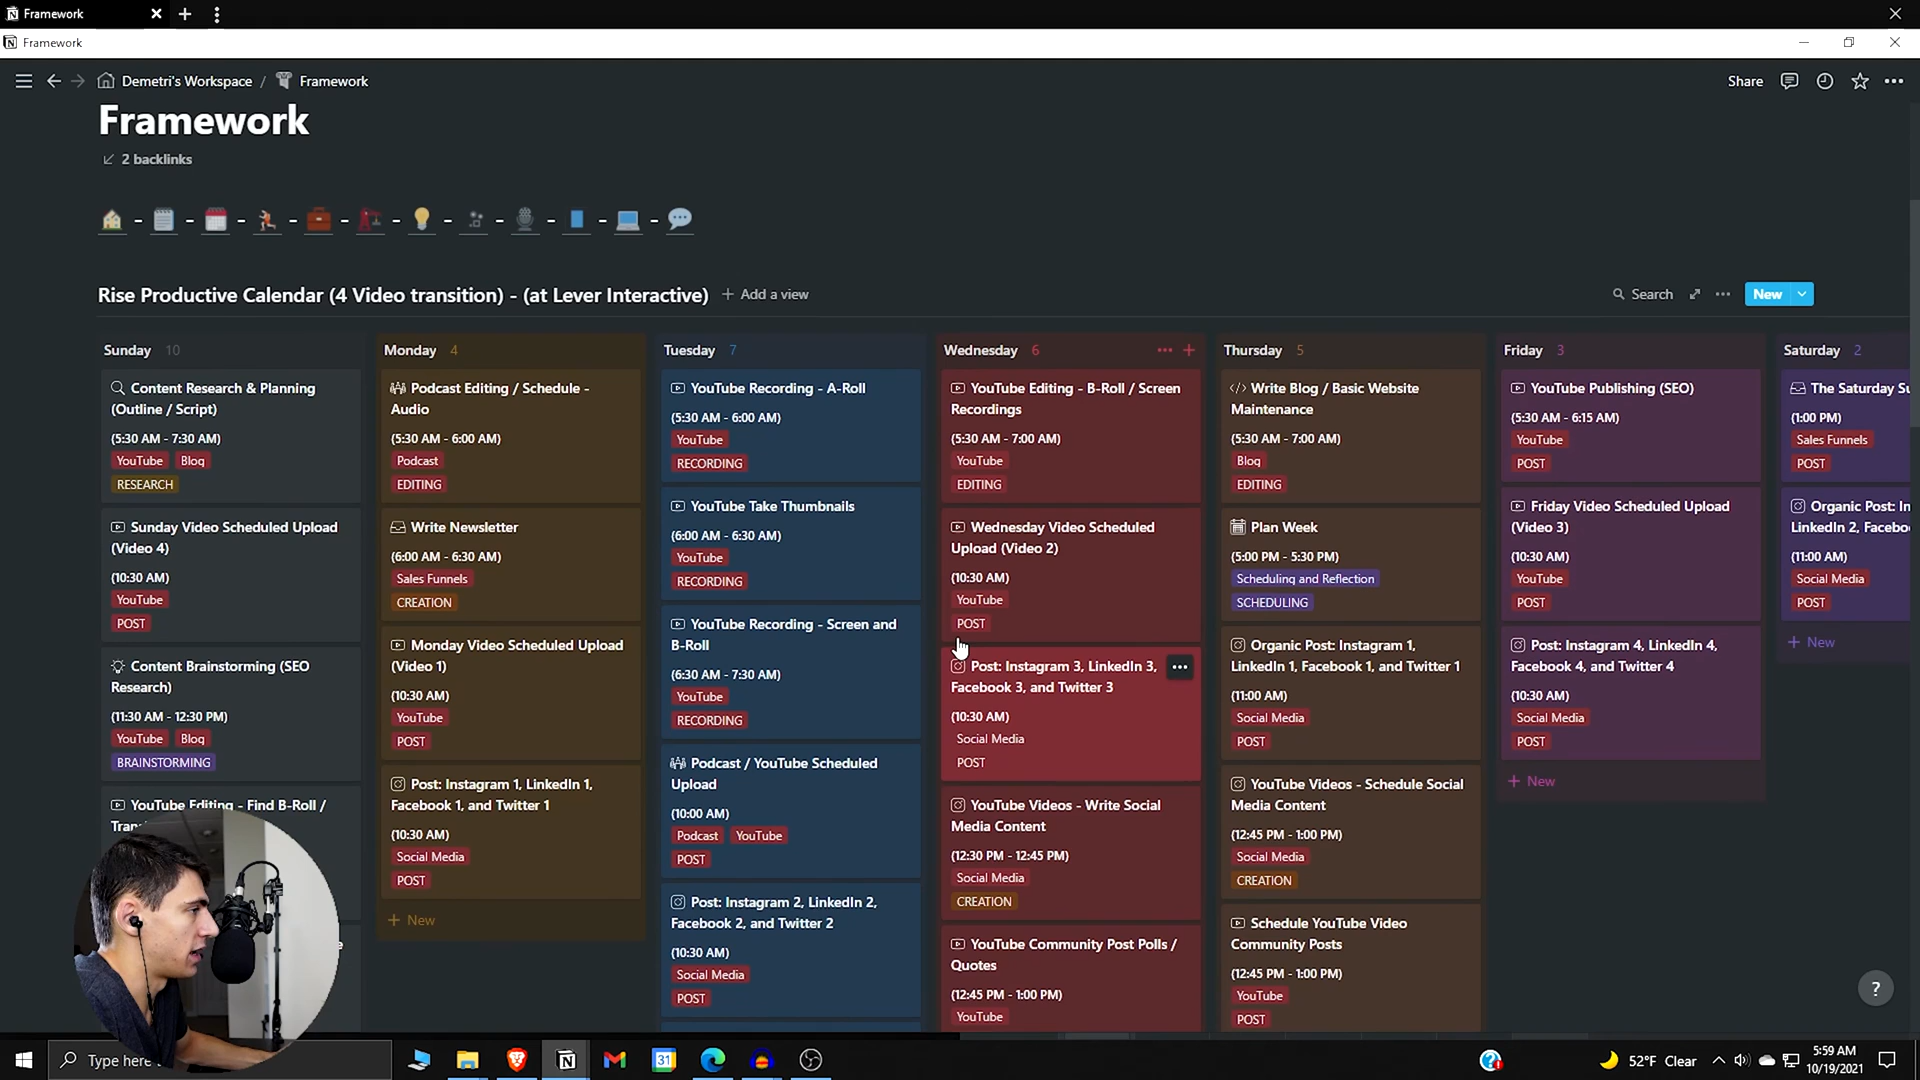 Framework
Framework
Demetri's Workspace / Framework
Share
Framework
2 backlinks
Rise Productive Calendar (4 Video transition) - (at Lever Interactive)
+ Add a view
Search
New
Sunday 10
Content Research & Planning
(Outline / Script)
(5:30 AM - 7:30 AM)
YouTube Blog
RESEARCH
Sunday Video Scheduled Upload
(Video 4)
(10:30 AM)
YouTube
POST
Content Brainstorming (SEO
Research)
(11:30 AM - 12:30 PM)
YouTube Blog
BRAINSTORMING
YouTube Editing - Find B-Roll /
Monday 4
Podcast Editing / Schedule -
Audio
(5:30 AM - 6:00 AM)
Podcast
EDITING
Write Newsletter
(6:00 AM - 6:30 AM)
Sales Funnels
CREATION
Monday Video Scheduled Upload
(Video 1)
(10:30 AM)
YouTube
POST
Post: Instagram 1, LinkedIn 1,
Facebook 1, and Twitter 1
(10:30 AM)
Social Media
POST
+ New
Tuesday 7
YouTube Recording - A-Roll
(5:30 AM - 6:00 AM)
YouTube
RECORDING
YouTube Take Thumbnails
(6:00 AM - 6:30 AM)
YouTube
RECORDING
YouTube Recording - Screen and
B-Roll
(6:30 AM - 7:30 AM)
YouTube
RECORDING
Podcast / YouTube Scheduled
Upload
(10:00 AM)
Podcast YouTube
POST
Post: Instagram 2, LinkedIn 2,
Facebook 2, and Twitter 2
(10:30 AM)
Social Media
POST
Wednesday 6
YouTube Editing - B-Roll / Screen
Recordings
(5:30 AM - 7:00 AM)
YouTube
EDITING
Wednesday Video Scheduled
Upload (Video 2)
(10:30 AM)
YouTube
POST
Post: Instagram 3, LinkedIn 3,
Facebook 3, and Twitter 3
(10:30 AM)
Social Media
POST
YouTube Videos - Write Social
Media Content
(12:30 PM - 12:45 PM)
Social Media
CREATION
YouTube Community Post Polls /
Quotes
(12:45 PM - 1:00 PM)
YouTube
Thursday 5
Write Blog / Basic Website
Maintenance
(5:30 AM - 7:00 AM)
Blog
EDITING
Plan Week
(5:00 PM - 5:30 PM)
Scheduling and Reflection
SCHEDULING
Organic Post: Instagram 1,
LinkedIn 1, Facebook 1, and Twitter 1
(11:00 AM)
Social Media
POST
YouTube Videos - Schedule Social
Media Content
(12:45 PM - 1:00 PM)
Social Media
CREATION
Schedule YouTube Video
Community Posts
(12:45 PM - 1:00 PM)
YouTube
POST
Friday 3
YouTube Publishing (SEO)
(5:30 AM - 6:15 AM)
YouTube
POST
Friday Video Scheduled Upload
(Video 3)
(10:30 AM)
YouTube
POST
Post: Instagram 4, LinkedIn 4,
Facebook 4, and Twitter 4
(10:30 AM)
Social Media
POST
+ New
Saturday 2
The Saturday
(1:00 PM)
Sales Funnels
POST
Organic Post:
LinkedIn 2,
(11:00 AM)
Social Media
POST
+ New
?
Type here
31
52°F Clear
5:59 AM
10/19/2021